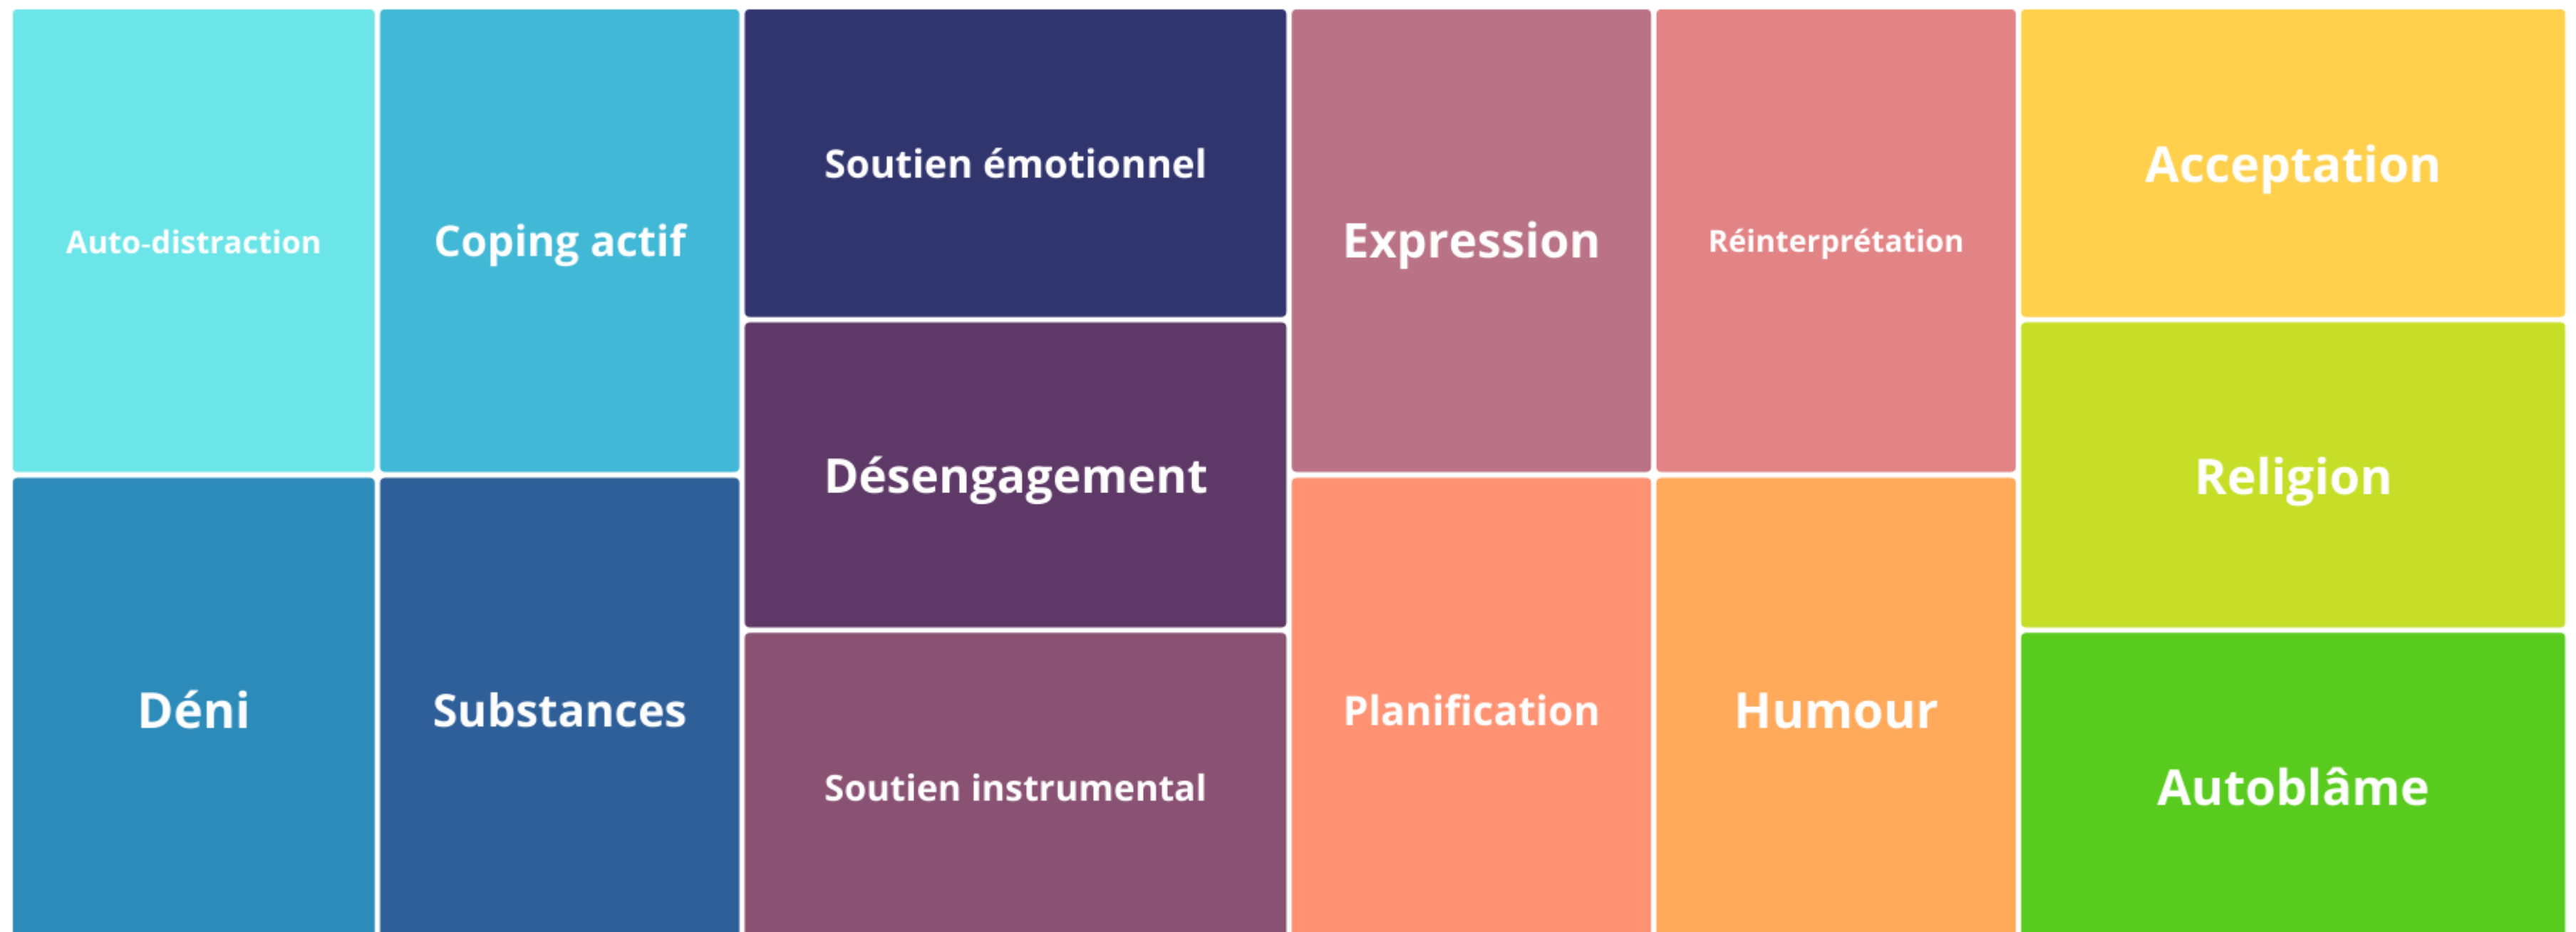 Auto-distraction
Coping actif
Soutien émotionnel
Expression
Réinterprétation
Acceptation
Désengagement
Religion
Déni
Substances
Soutien instrumental
Planification
Humour
Autoblâme